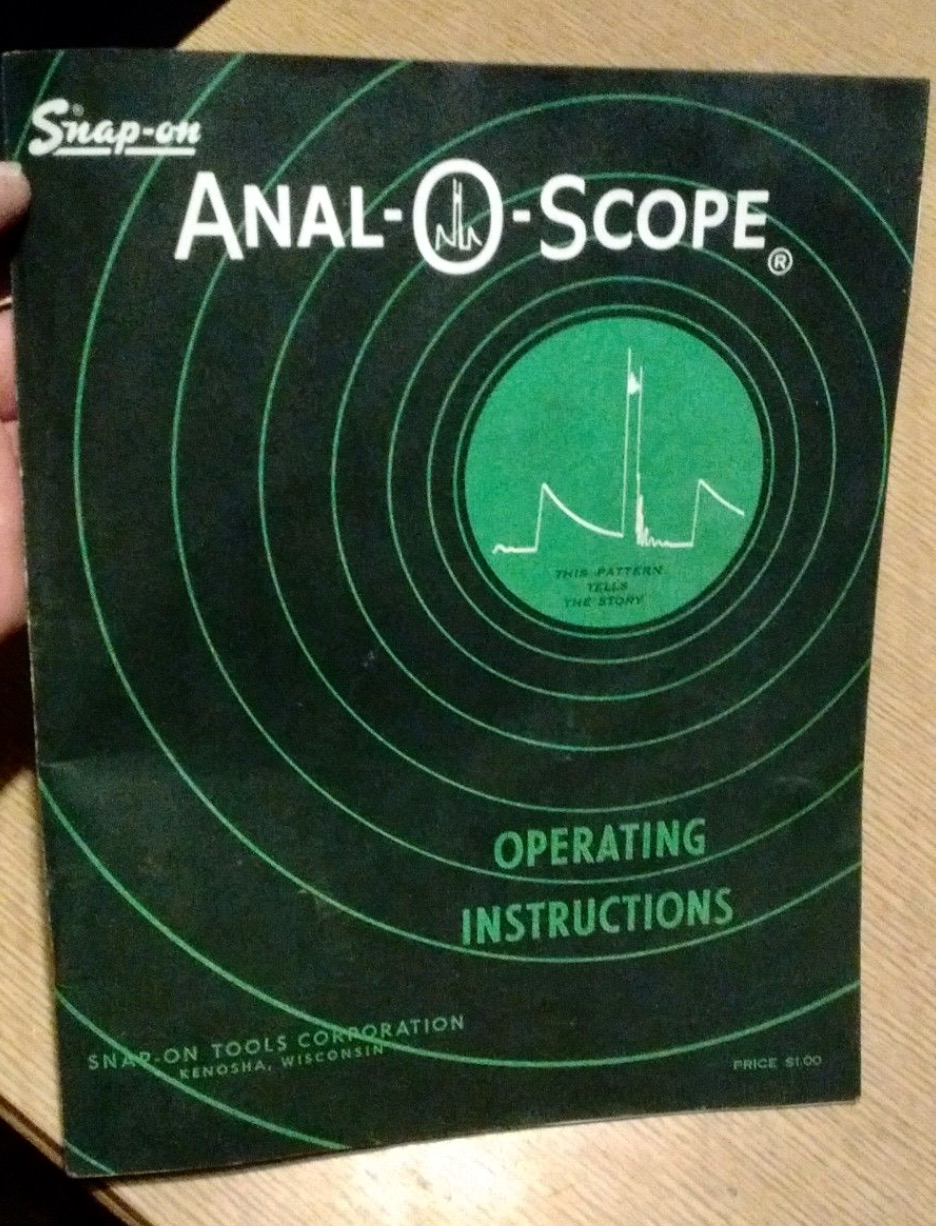 Snap-on®
ANAL-O-SCOPE®
THIS PATTERN
TELLS
THE STORY
OPERATING
INSTRUCTIONS
SNAP-ON TOOLS CORPORATION
KENOSHA, WISCONSIN
PRICE $1.00